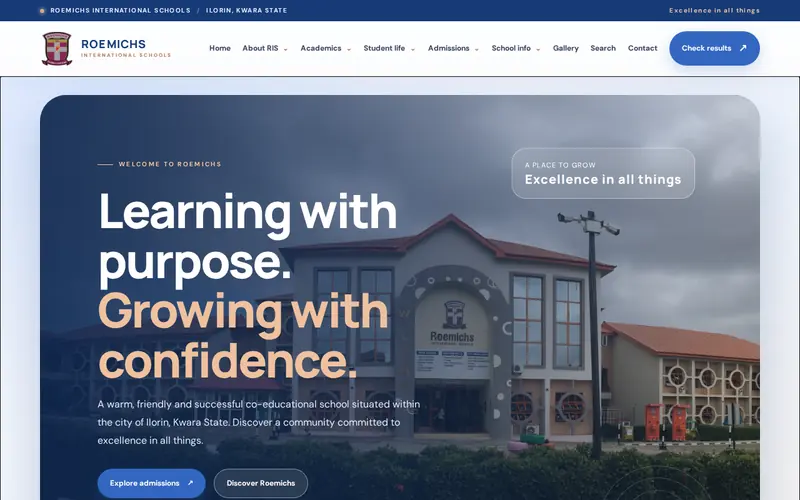 ROEMICHS INTERNATIONAL SCHOOLS / ILORIN, KWARA STATE
Excellence in all things
ROEMICHS
INTERNATIONAL SCHOOLS
Home About RIS Academics Student life Admissions School info Gallery Search Contact Check results ↗
WELCOME TO ROEMICHS
A PLACE TO GROW
Excellence in all things
Learning with
purpose.
Growing with
confidence.
Roemichs
A warm, friendly and successful co-educational school situated within
the city of Ilorin, Kwara State. Discover a community committed to
excellence in all things.
Explore admissions ↗
Discover Roemichs